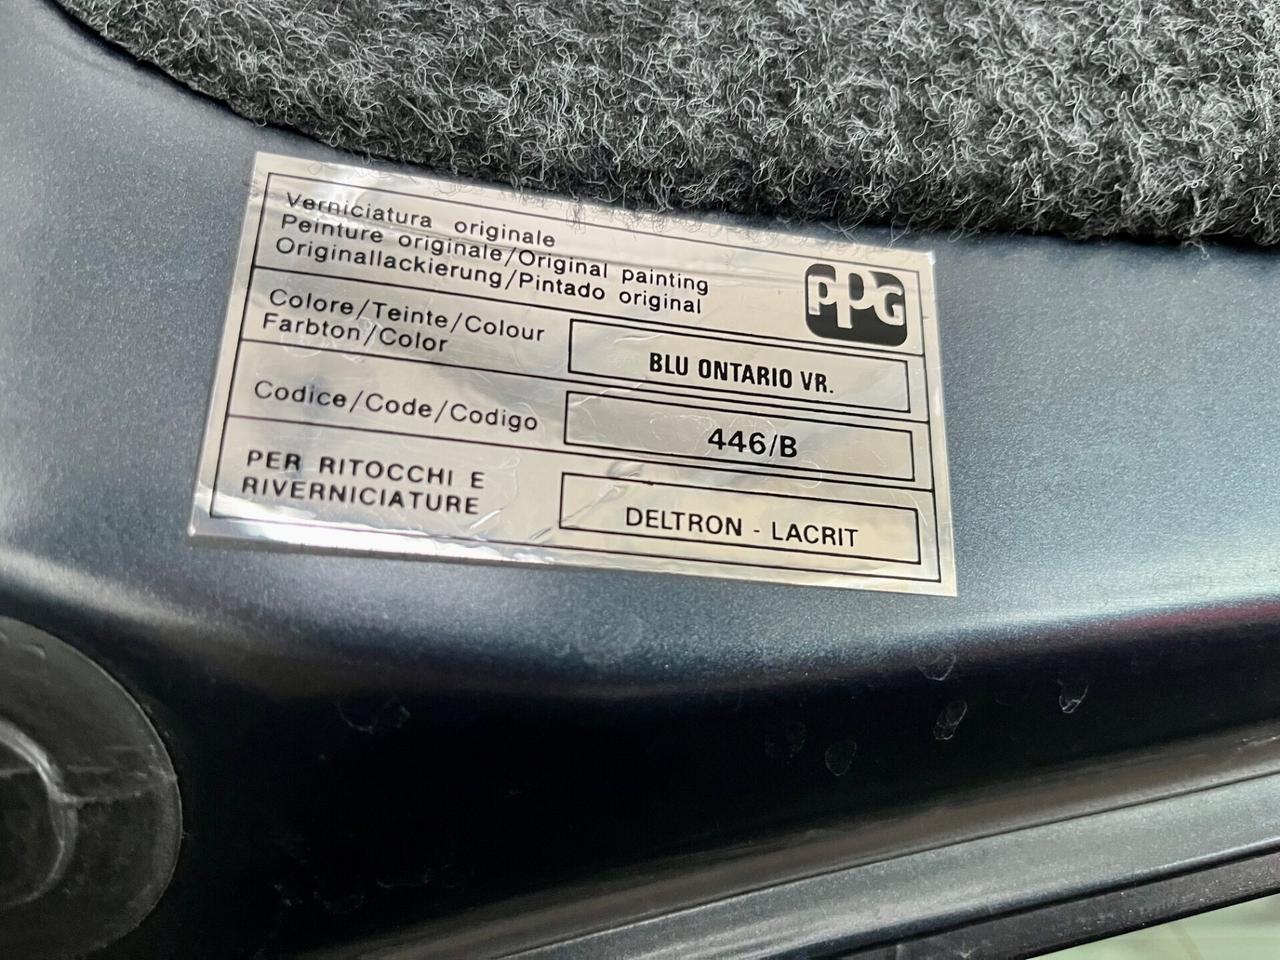 Verniciatura originale
Peinture originale/Original painting
Originallackierung/Pintado original
PPG
Colore/Teinte/Colour
Farbton/Color
BLU ONTARIO VR.
Codice/Code/Codigo
446/B
PER RITOCCHI E
RIVERNICIATURE
DELTRON - LACRIT